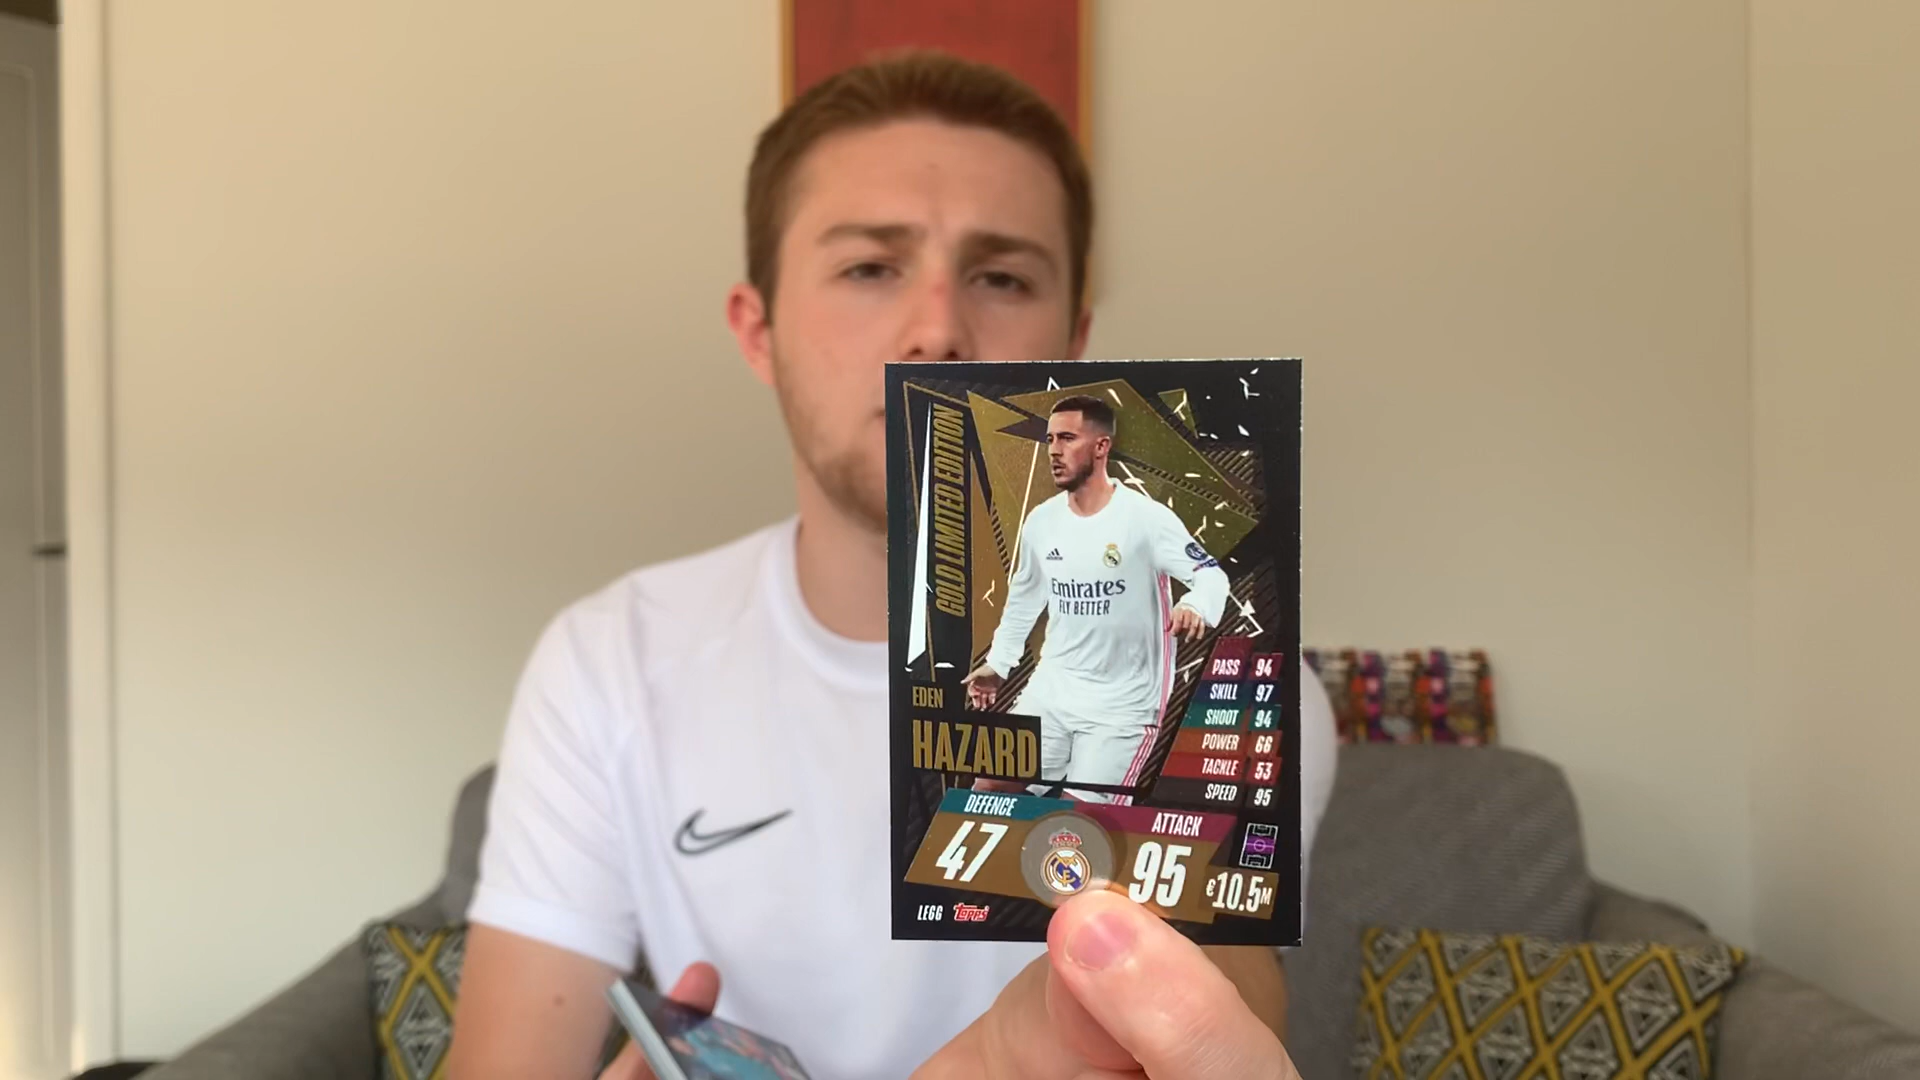 GOLD LIMITED EDITION
Emirates
FLY BETTER
EDEN
HAZARD
PASS 94
SKILL 97
SHOOT 94
POWER 66
TACKLE 53
SPEED 95
DEFENCE
47
ATTACK
95
€10.5M
LE6G
Topps